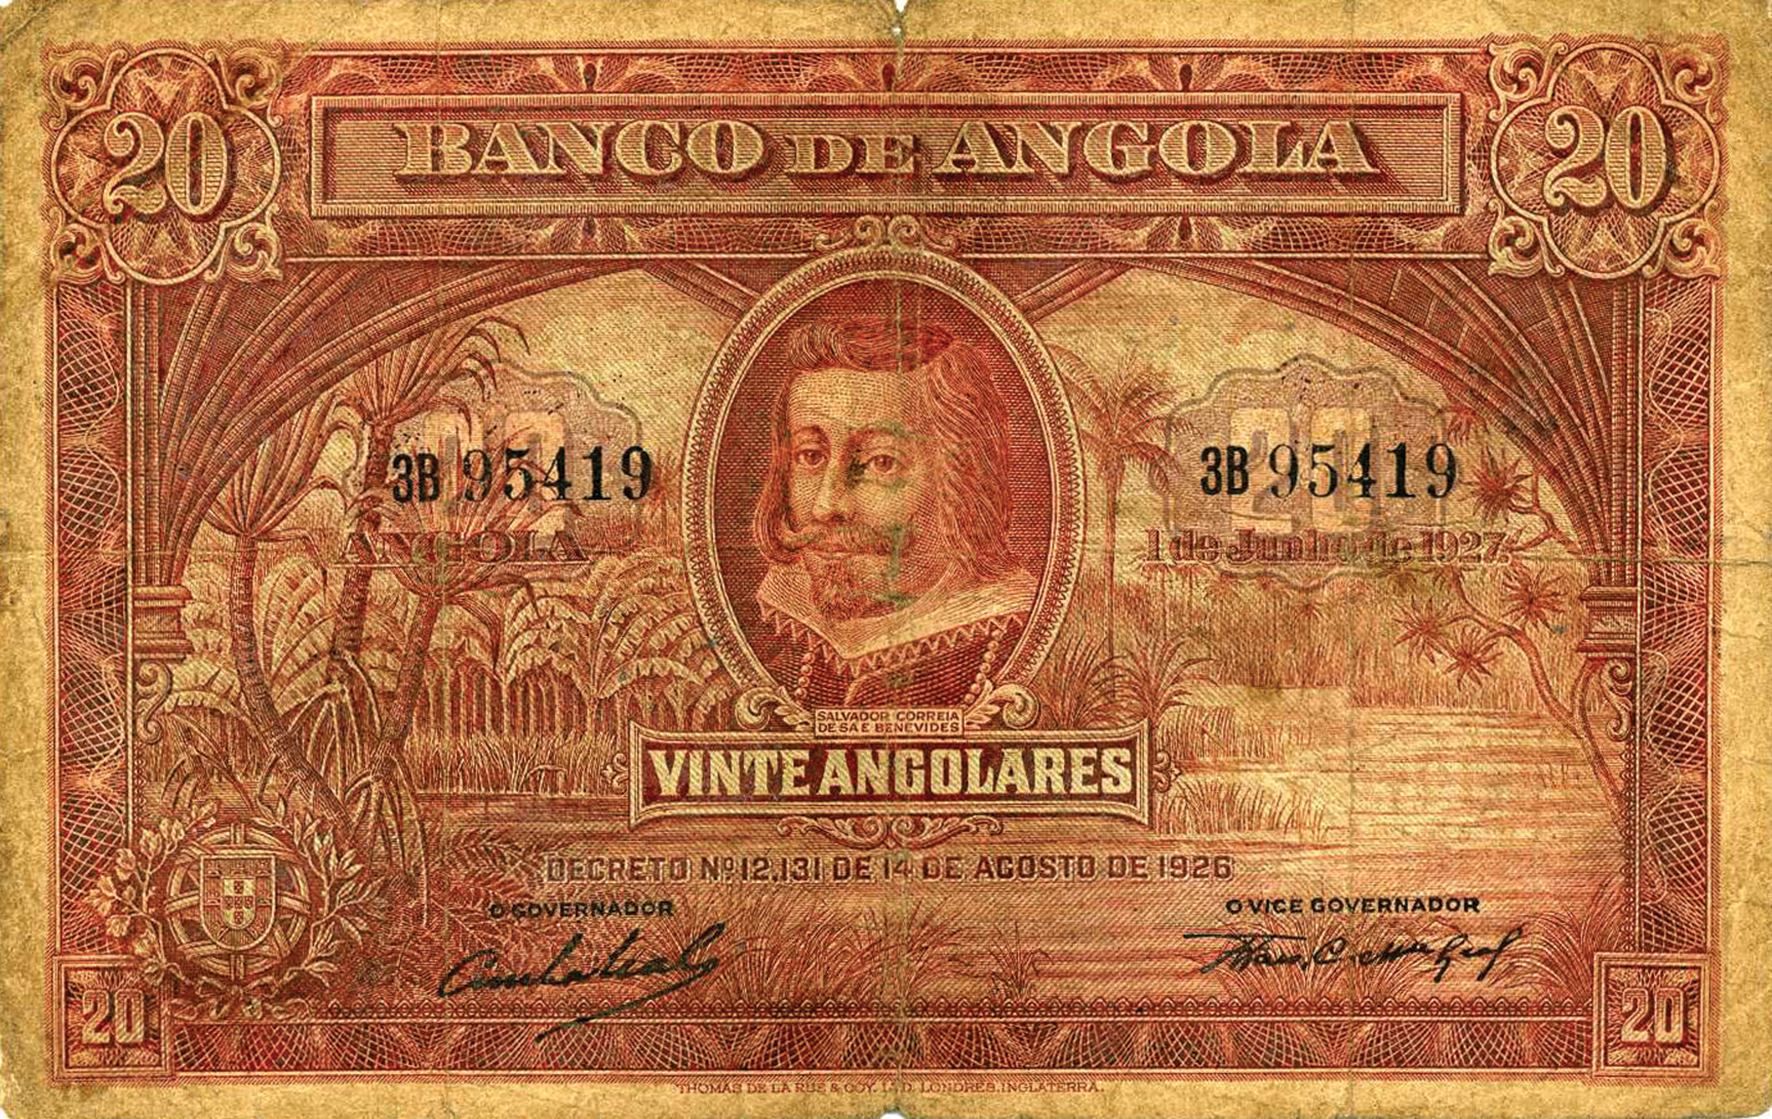 20 BANCO DE ANGOLA 20
3B 95419 3B 95419
ANGOLA 1 de Junho de 1927
SALVADOR CORREIA
DE SA E BENEVIDES
VINTE ANGOLARES
DECRETO Nº 12,131 DE 14 DE AGOSTO DE 1926
O GOVERNADOR O VICE GOVERNADOR
20 20
THOMAS DE LA RUE & COY. LTD. LONDRES, INGLATERRA.